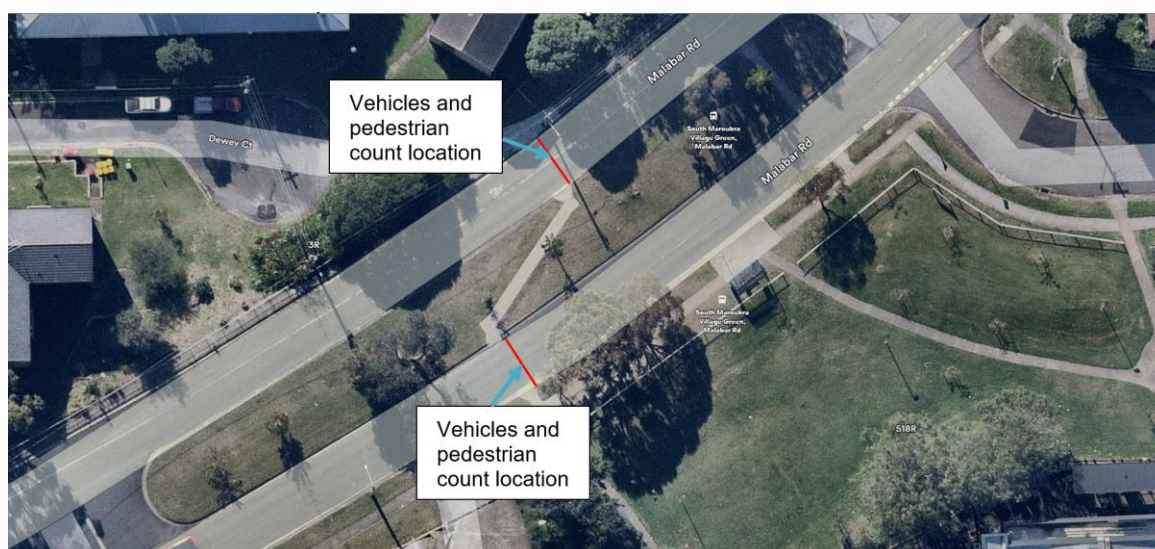 Malabar Rd
Vehicles and
pedestrian
count location
South Maroubra
Village Green,
Malabar Rd
Dewey Ct
Malabar Rd
3R
South Maroubra
Village Green,
Malabar Rd
Vehicles and
pedestrian
count location
518R